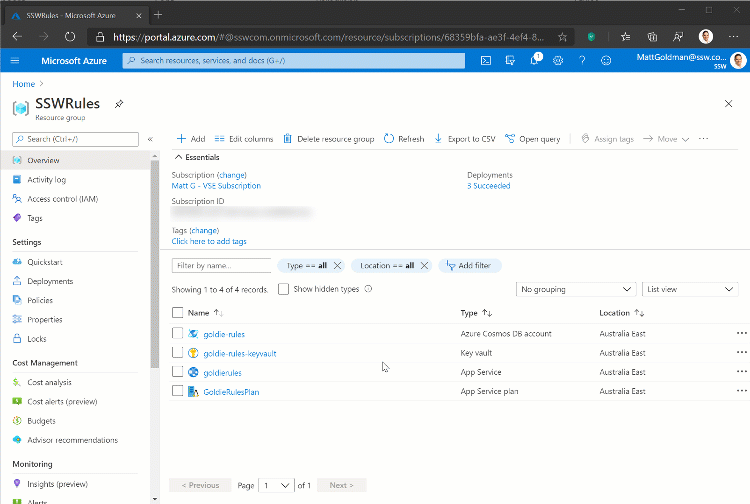 SSWRules - Microsoft Azure
https://portal.azure.com/#@sswcom.onmicrosoft.com/resource/subscriptions/68359bfa-ae3f-4ef4-8...
Microsoft Azure
Search resources, services, and docs (G+/)
1
MattGoldman@ssw.co...
SSW
Home >
SSWRules
Resource group
Search (Ctrl+/)
Add Edit columns Delete resource group Refresh Export to CSV Open query Assign tags Move ...
Overview
Activity log
Access control (IAM)
Tags
Settings
Quickstart
Deployments
Policies
Properties
Locks
Cost Management
Cost analysis
Cost alerts (preview)
Budgets
Advisor recommendations
Monitoring
Insights (preview)
Alerts
Essentials
Subscription (change)
Matt G - VSE Subscription
Subscription ID
Deployments
3 Succeeded
Tags (change)
Click here to add tags
Filter by name...
Type == all
Location == all
Add filter
Showing 1 to 4 of 4 records.
Show hidden types
No grouping
List view
Name Type Location
goldie-rules Azure Cosmos DB account Australia East
goldie-rules-keyvault Key vault Australia East
goldierules App Service Australia East
GoldieRulesPlan App Service plan Australia East
< Previous Page 1 of 1 Next >